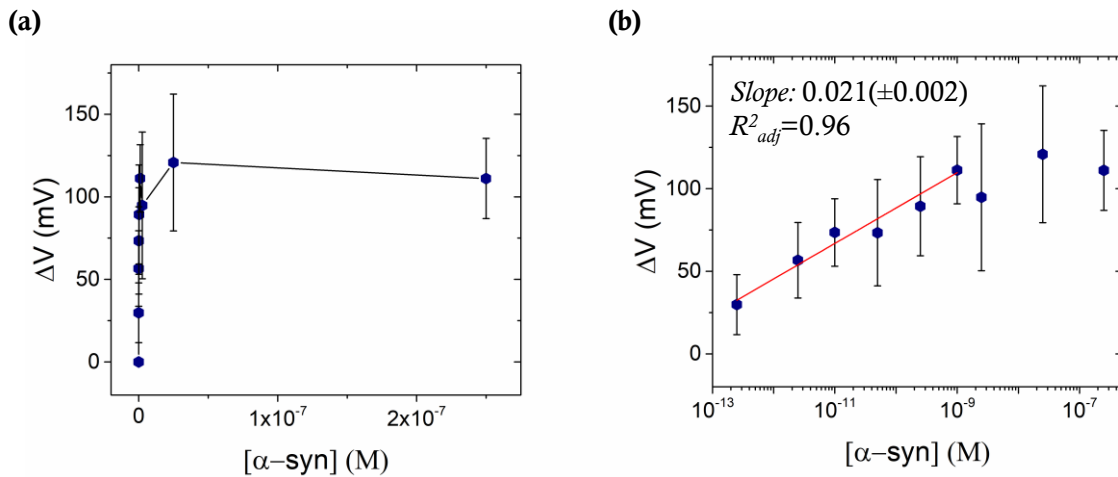 (a)
150
100
50
0
ΔV (mV)
0
1x10⁻⁷
2x10⁻⁷
[α−syn] (M)
(b)
Slope: 0.021(±0.002)
R²adj=0.96
150
100
50
0
ΔV (mV)
10⁻¹³
10⁻¹¹
10⁻⁹
10⁻⁷
[α−syn] (M)